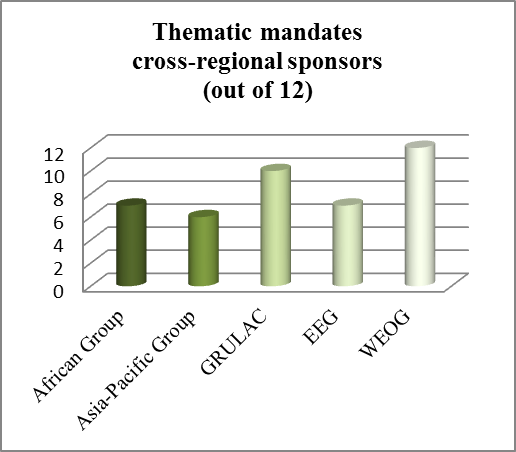 Thematic mandates
cross-regional sponsors
(out of 12)
12
10
8
6
4
2
0
African Group
Asia-Pacific Group
GRULAC
EEG
WEOG